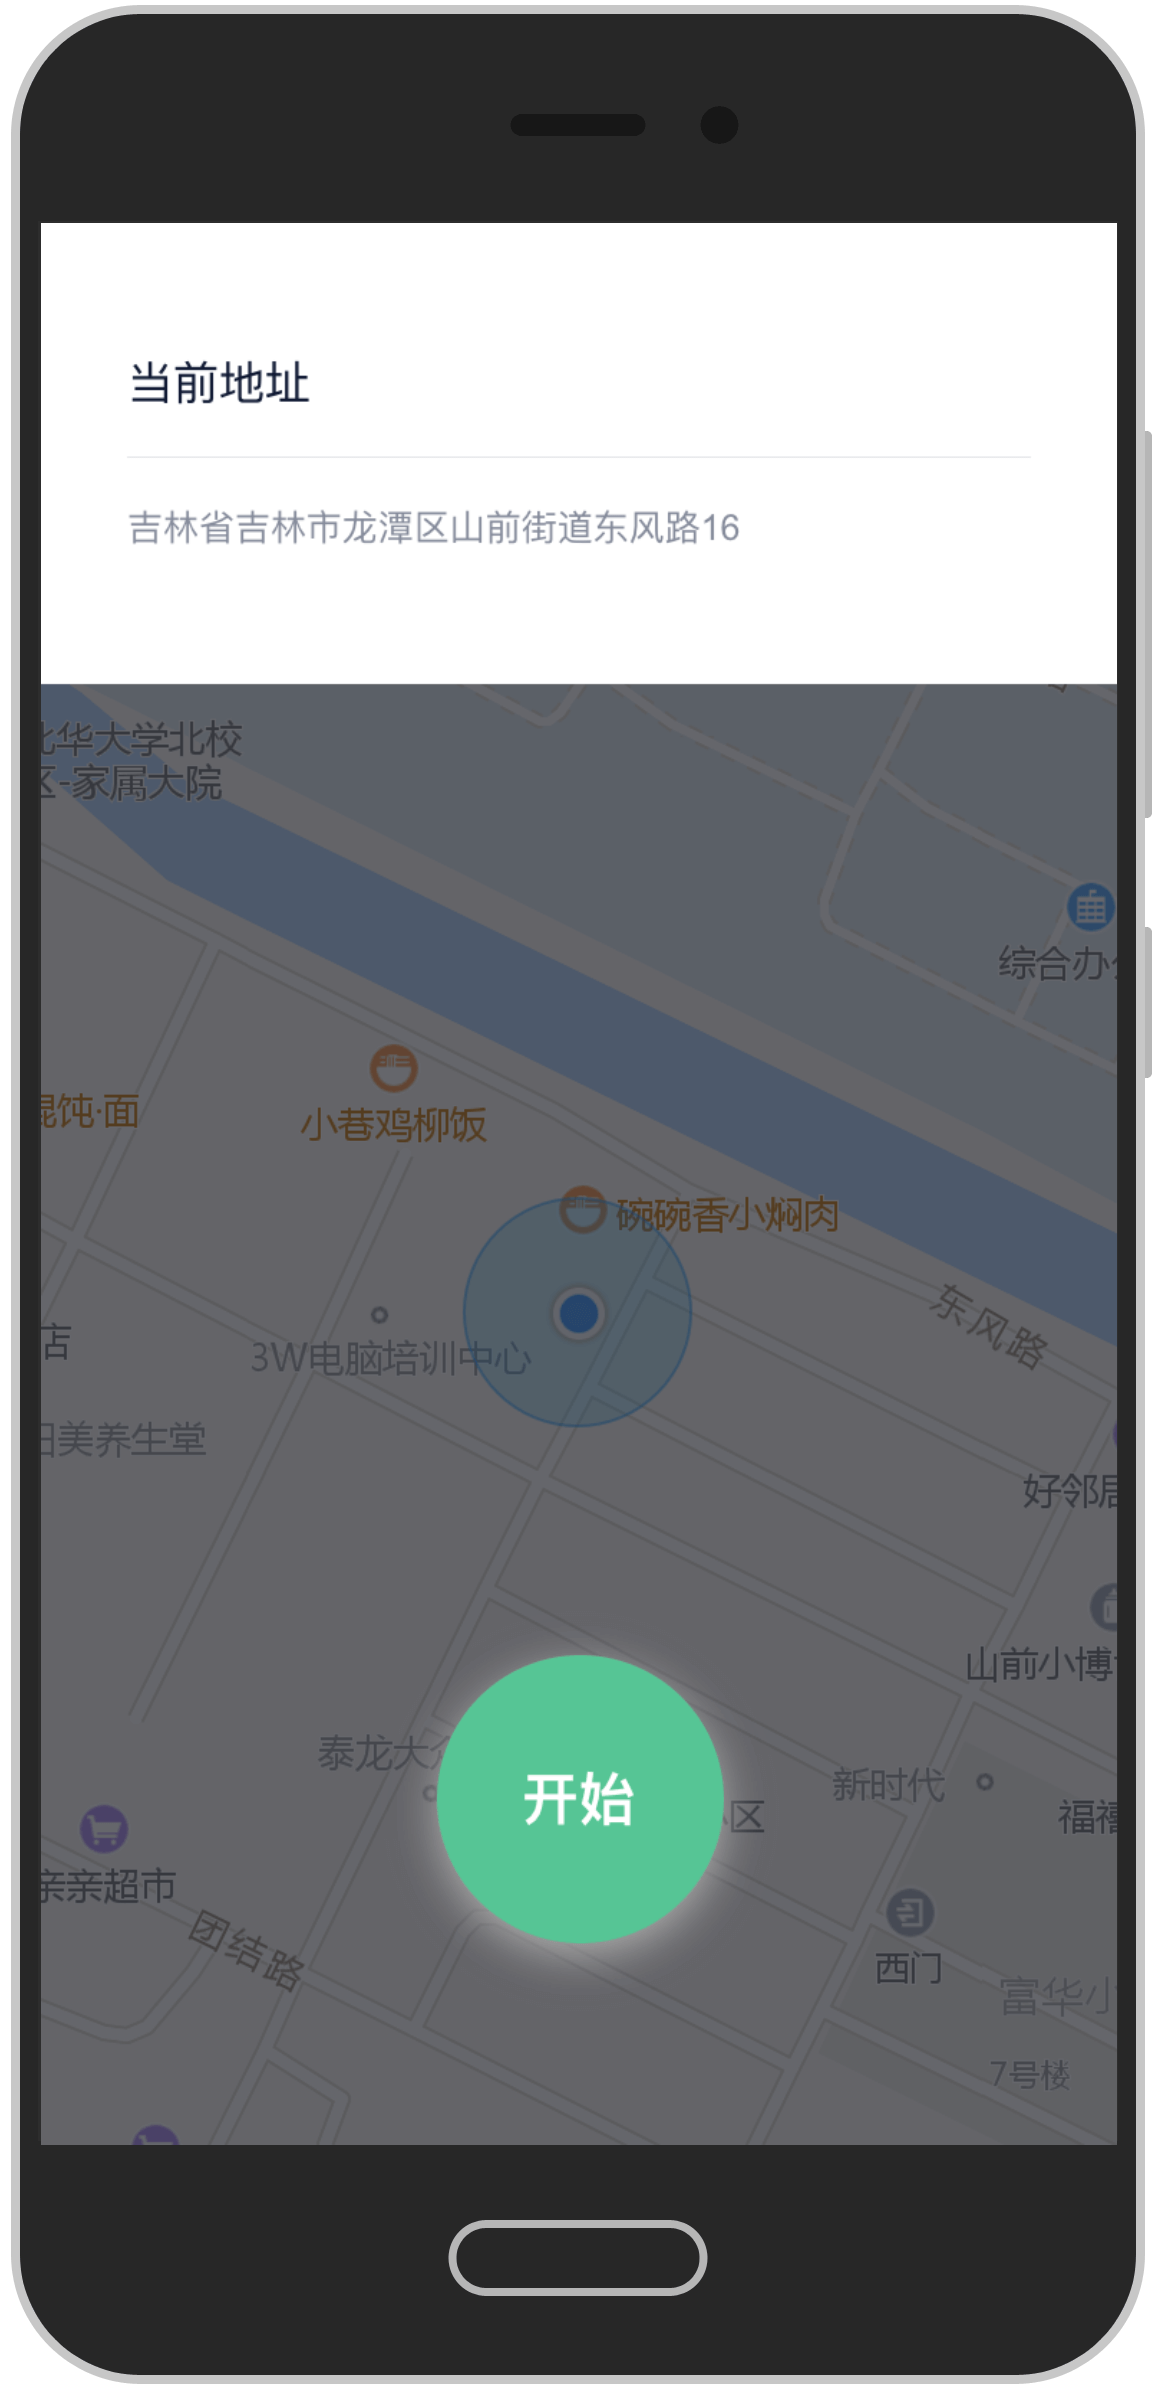 当前地址
吉林省吉林市龙潭区山前街道东风路16
北华大学北校
区-家属大院
综合办公
馄饨·面
小巷鸡柳饭
碗碗香小焖肉
东风路
店
3W电脑培训中心
美养生堂
好邻居
山前小博
泰龙大众
开始
小区
新时代
福禧
亲亲超市
团结路
西门
富华小
7号楼